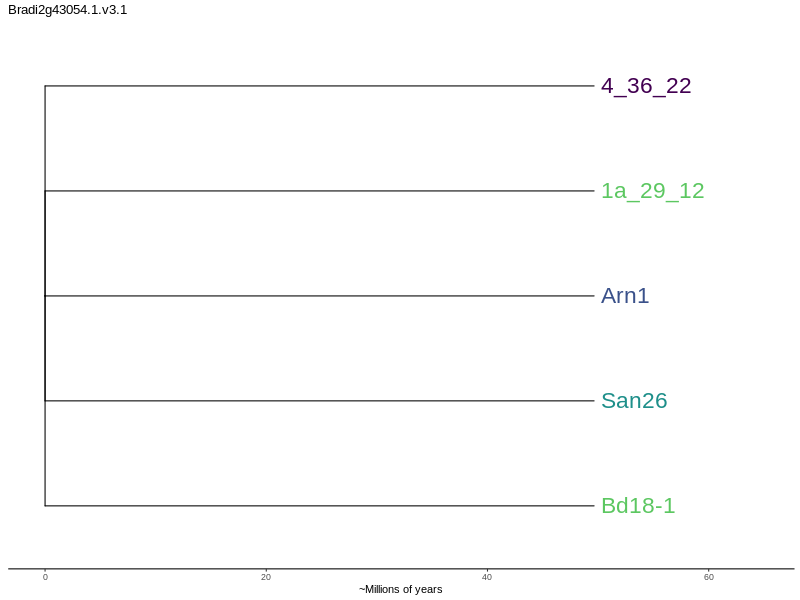 Bradi2g43054.1.v3.1
4_36_22
1a_29_12
Arn1
San26
Bd18-1
0 20 40 60
~Millions of years